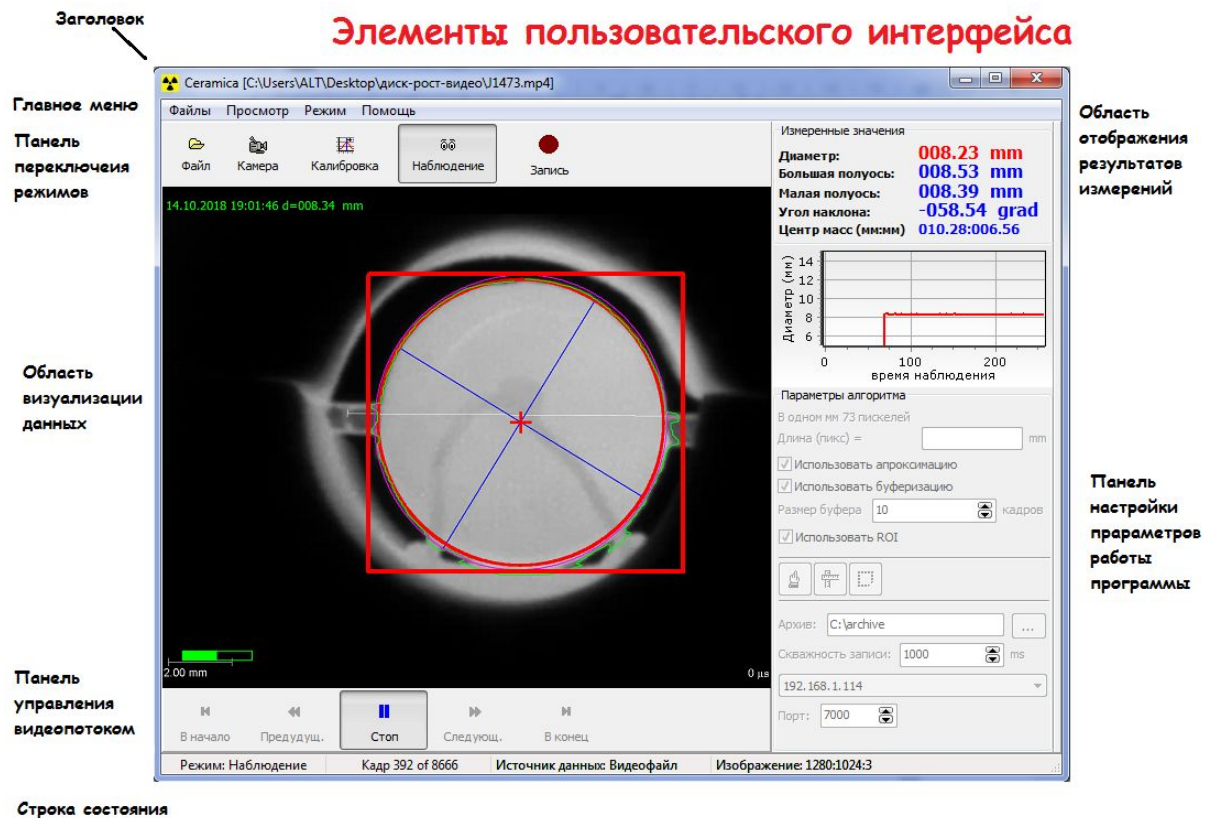 Заголовок
Элементы пользовательского интерфейса
Ceramica [C:\Users\ALT\Desktop\диск-рост-видео\J1473.mp4]
Главное меню
Файлы Просмотр Режим Помощь
Панель
переключеия
режимов
Файл Камера Калибровка Наблюдение Запись
Измеренные значения
Диаметр: 008.23 mm
Большая полуось: 008.53 mm
Малая полуось: 008.39 mm
Угол наклона: -058.54 grad
Центр масс (мм:мм) 010.28:006.56
Область
отображения
результатов
измерений
14.10.2018 19:01:46 d=008.34 mm
Диаметр (мм)
14
12
10
8
6
0 100 200
время наблюдения
Область
визуализации
данных
Параметры алгоритма
В одном мм 73 пискелей
Длина (пикс) = mm
Использовать апроксимацию
Использовать буферизацию
Размер буфера 10 кадров
Использовать ROI
Архив: C:\archive ...
Скважность записи: 1000 ms
192.168.1.114
Порт: 7000
Панель
настройки
праραметров
работы
программы
2.00 mm
0 µs
Панель
управления
видеопотоком
В начало Предудущ. Стоп Следующ. В конец
Режим: Наблюдение Кадр 392 of 8666 Источник данных: Видеофайл Изображение: 1280:1024:3
Строка состояния